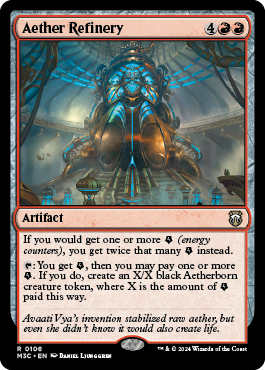 Aether Refinery 4
Artifact
If you would get one or more (energy
counters), you get twice that many instead.
: You get , then you may pay one or more
. If you do, create an X/X black Aetherborn
creature token, where X is the amount of
paid this way.
Avaati Vya's invention stabilized raw aether, but
even she didn't know it would also create life.
R 0106
M3C • EN Daniel Ljunggren
™ & © 2024 Wizards of the Coast